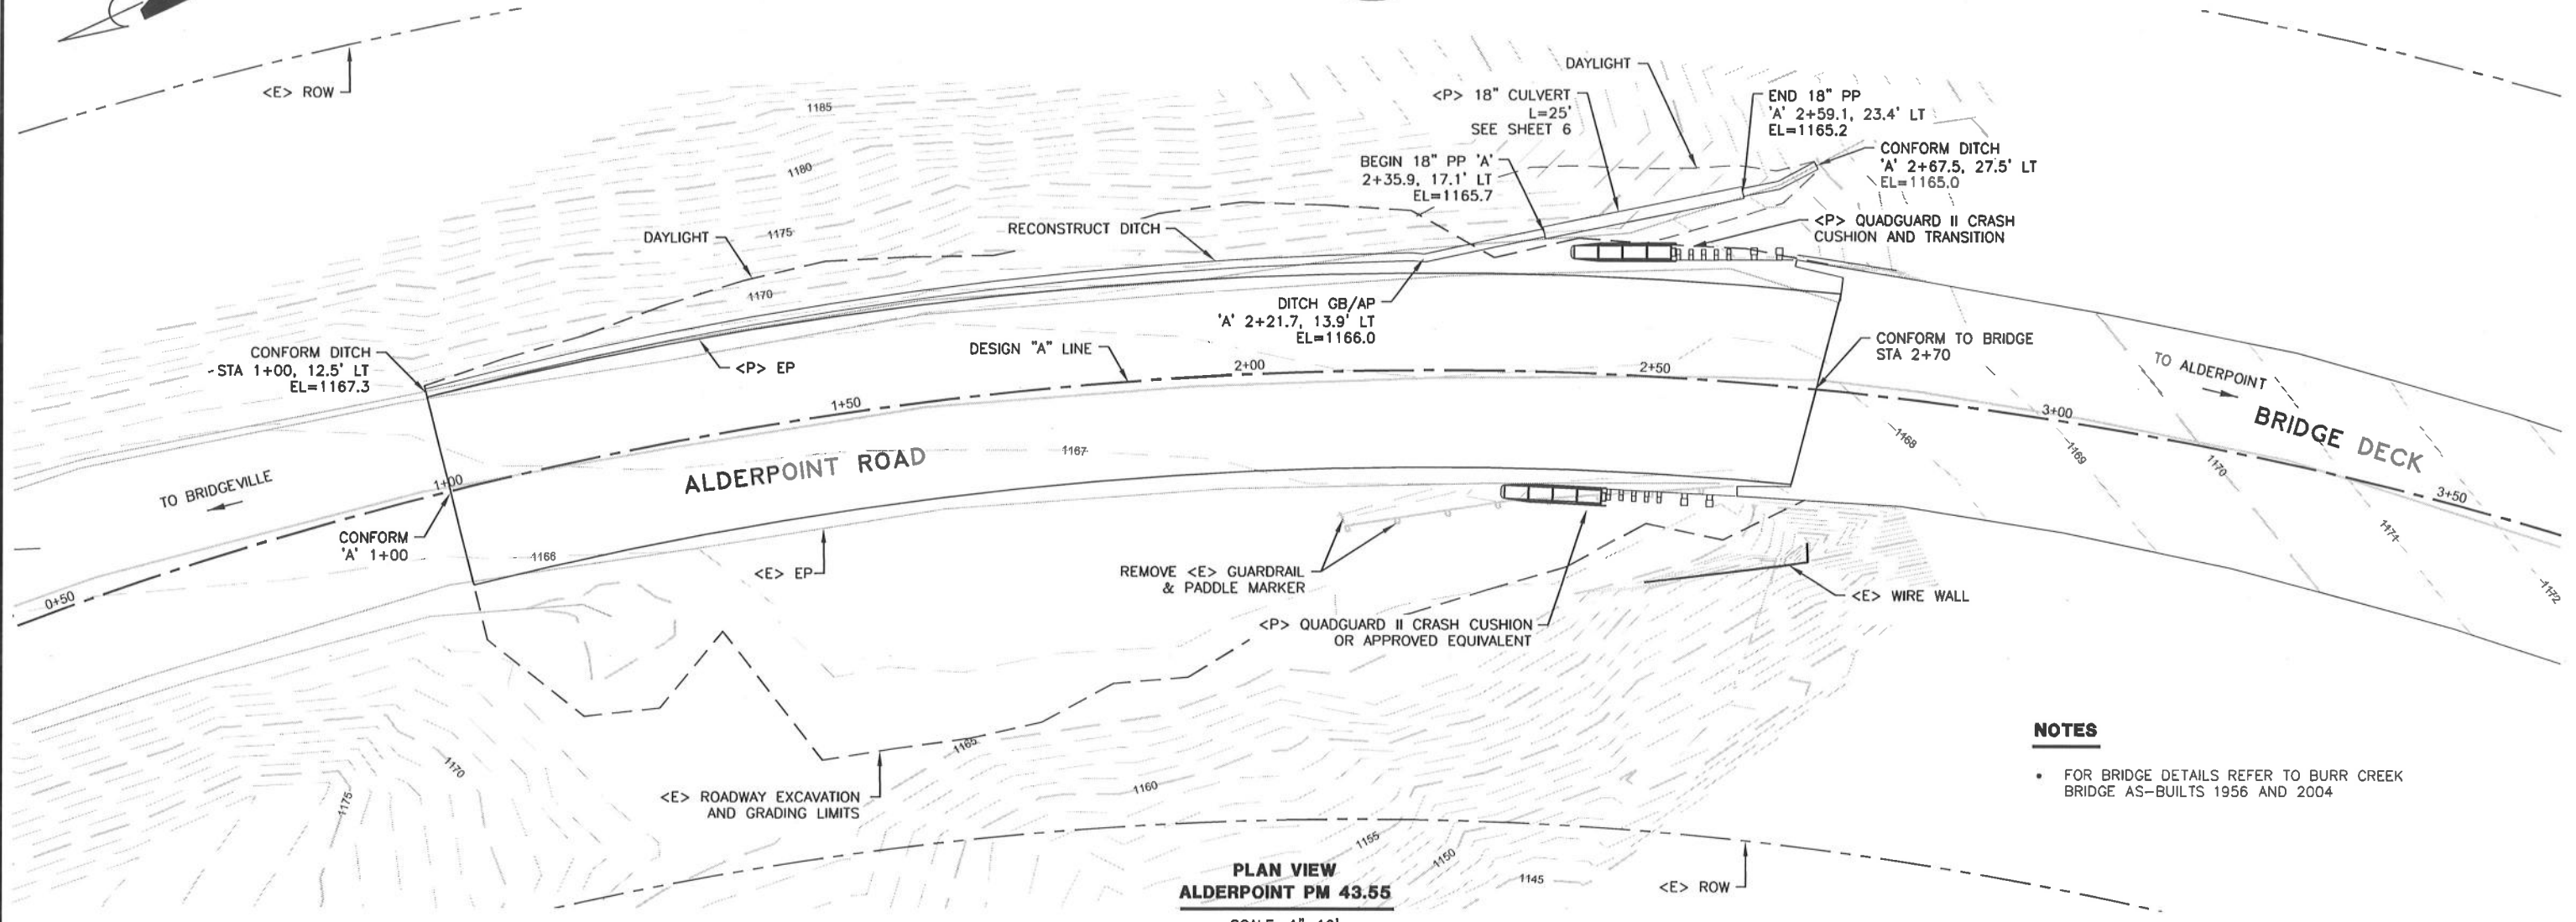 <E> ROW
1185
1180
1175
1170
DAYLIGHT
<P> 18" CULVERT
L=25'
SEE SHEET 6
END 18" PP
'A' 2+59.1, 23.4' LT
EL=1165.2
BEGIN 18" PP 'A'
2+35.9, 17.1' LT
EL=1165.7
CONFORM DITCH
'A' 2+67.5, 27.5' LT
EL=1165.0
<P> QUADGUARD II CRASH
CUSHION AND TRANSITION
DAYLIGHT
RECONSTRUCT DITCH
DITCH GB/AP
'A' 2+21.7, 13.9' LT
EL=1166.0
CONFORM DITCH
STA 1+00, 12.5' LT
EL=1167.3
<P> EP
DESIGN "A" LINE
CONFORM TO BRIDGE
STA 2+70
TO ALDERPOINT
BRIDGE DECK
0+50
1+00
1+50
2+00
2+50
3+00
3+50
TO BRIDGEVILLE
ALDERPOINT ROAD
1167
1168
1169
1170
1174
1172
CONFORM
'A' 1+00
1166
<E> EP
REMOVE <E> GUARDRAIL
& PADDLE MARKER
<P> QUADGUARD II CRASH CUSHION
OR APPROVED EQUIVALENT
<E> WIRE WALL
<E> ROADWAY EXCAVATION
AND GRADING LIMITS
1170
1175
1165
1160
1155
1150
1145
<E> ROW
NOTES
• FOR BRIDGE DETAILS REFER TO BURR CREEK
BRIDGE AS-BUILTS 1956 AND 2004
PLAN VIEW
ALDERPOINT PM 43.55